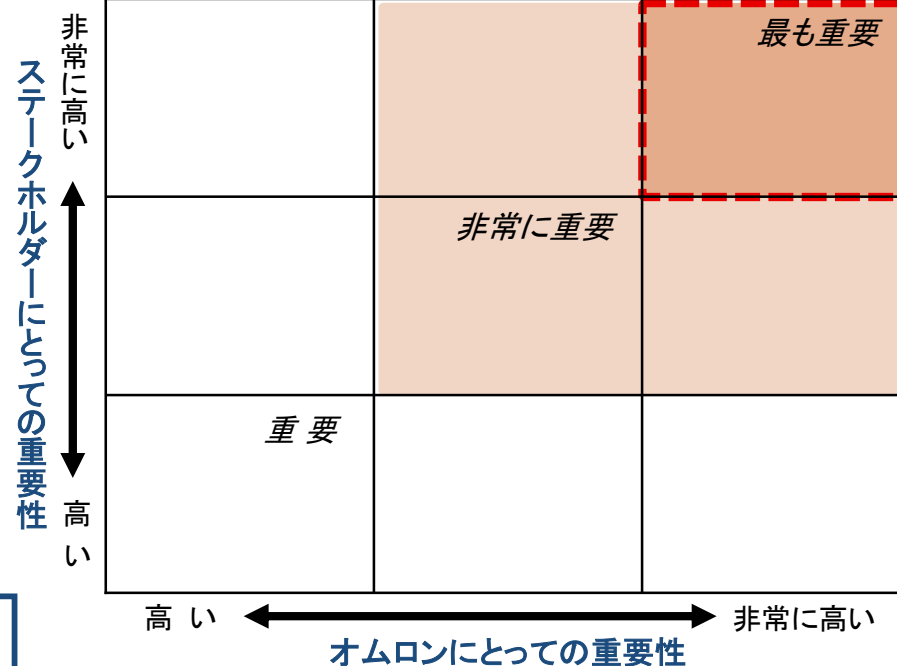 ステークホルダーにとっての重要性
非常に高い
高い
最も重要
非常に重要
重 要
高 い
非常に高い
オムロンにとっての重要性